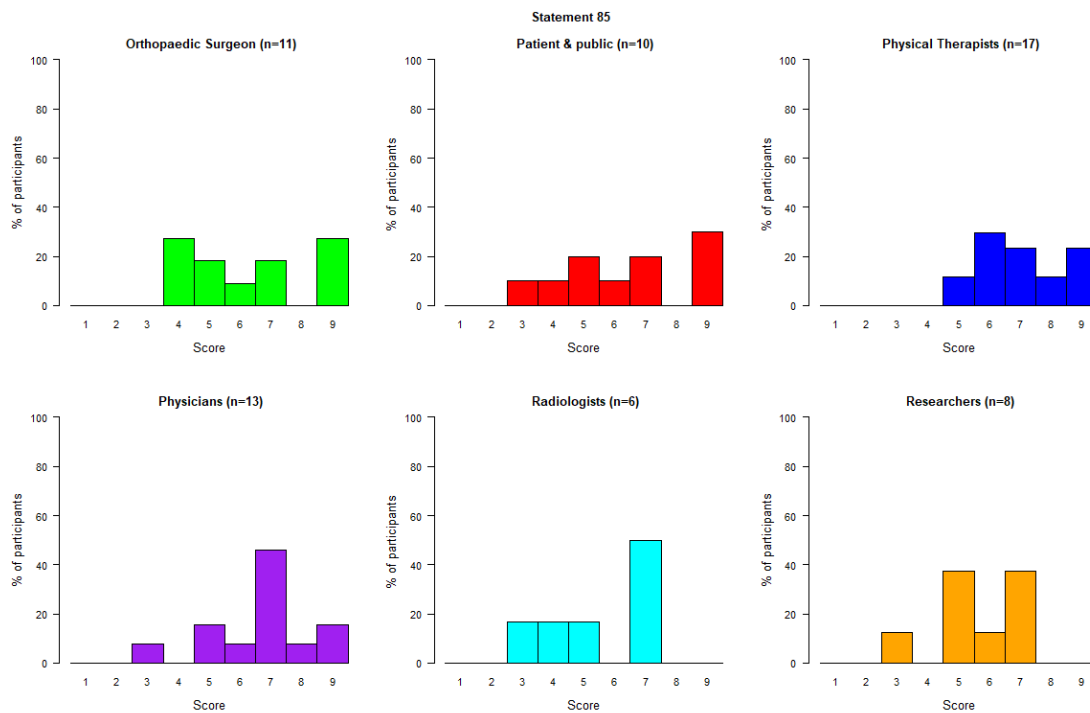 Statement 85
Orthopaedic Surgeon (n=11)
% of participants
100
80
60
40
20
0
1 2 3 4 5 6 7 8 9
Score
Patient & public (n=10)
% of participants
100
80
60
40
20
0
1 2 3 4 5 6 7 8 9
Score
Physical Therapists (n=17)
% of participants
100
80
60
40
20
0
1 2 3 4 5 6 7 8 9
Score
Physicians (n=13)
% of participants
100
80
60
40
20
0
1 2 3 4 5 6 7 8 9
Score
Radiologists (n=6)
% of participants
100
80
60
40
20
0
1 2 3 4 5 6 7 8 9
Score
Researchers (n=8)
% of participants
100
80
60
40
20
0
1 2 3 4 5 6 7 8 9
Score